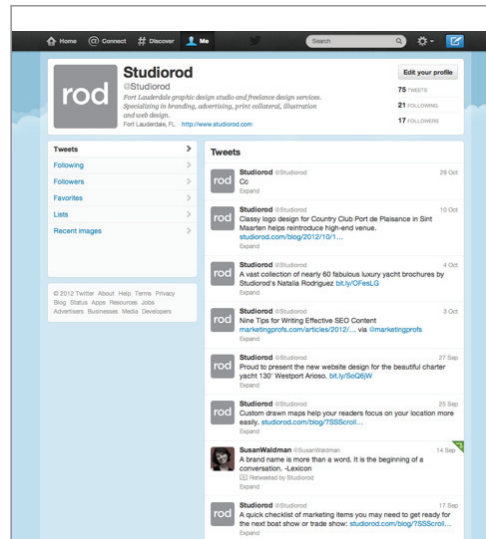 Home @ Connect # Discover Me Search
rod
Studiorod
@Studiorod
Fort Lauderdale graphic design studio and freelance design services.
Specializing in branding, advertising, print collateral, illustration
and web design.
Fort Lauderdale, FL · http://www.studiorod.com
Edit your profile
75 TWEETS
21 FOLLOWING
17 FOLLOWERS
Tweets
Following
Followers
Favorites
Lists
Recent images
© 2012 Twitter About Help Terms Privacy
Blog Status Apps Resources Jobs
Advertisers Businesses Media Developers
Tweets
rod
Studiorod @Studiorod 29 Oct
Cc
Expand
rod
Studiorod @Studiorod 10 Oct
Classy logo design for Country Club Port de Plaisance in Sint
Maarten helps reintroduce high-end venue.
studiorod.com/blog/2012/10/1...
Expand
rod
Studiorod @Studiorod 4 Oct
A vast collection of nearly 60 fabulous luxury yacht brochures by
Studiorod's Natalia Rodriguez bit.ly/OFesLG
Expand
rod
Studiorod @Studiorod 3 Oct
Nine Tips for Writing Effective SEO Content
marketingprofs.com/articles/2012/... via @marketingprofs
Expand
rod
Studiorod @Studiorod 27 Sep
Proud to present the new website design for the beautiful charter
yacht 130' Westport Arioso. bit.ly/SoQ6jW
Expand
rod
Studiorod @Studiorod 25 Sep
Custom drawn maps help your readers focus on your location more
easily. studiorod.com/blog/?SSScroll...
Expand
SusanWaldman @SusanWaldman 14 Sep
A brand name is more than a word. It is the beginning of a
conversation. -Lexicon
Retweeted by Studiorod
Expand
rod
Studiorod @Studiorod 17 Sep
A quick checklist of marketing items you may need to get ready for
the next boat show or trade show: studiorod.com/blog/?SSScroll...
Expand